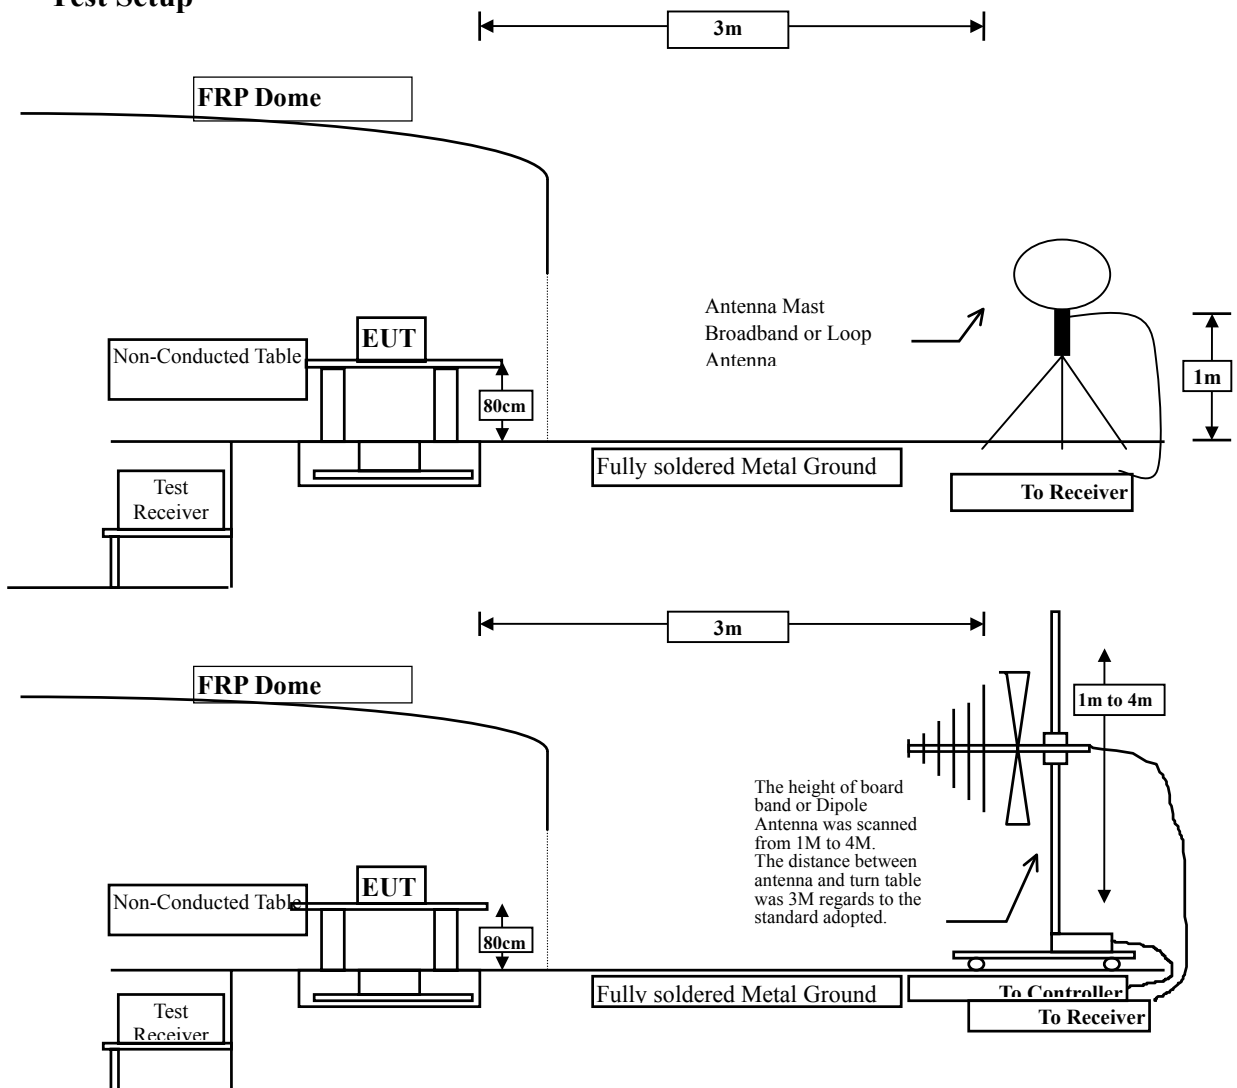 Test Setup
3m
FRP Dome
Antenna Mast
Broadband or Loop
Antenna
EUT
Non-Conducted Table
80cm
1m
Fully soldered Metal Ground
Test
Receiver
To Receiver
3m
FRP Dome
1m to 4m
The height of board
band or Dipole
Antenna was scanned
from 1M to 4M.
The distance between
antenna and turn table
was 3M regards to the
standard adopted.
EUT
Non-Conducted Table
80cm
Fully soldered Metal Ground
To Controller
Test
Receiver
To Receiver